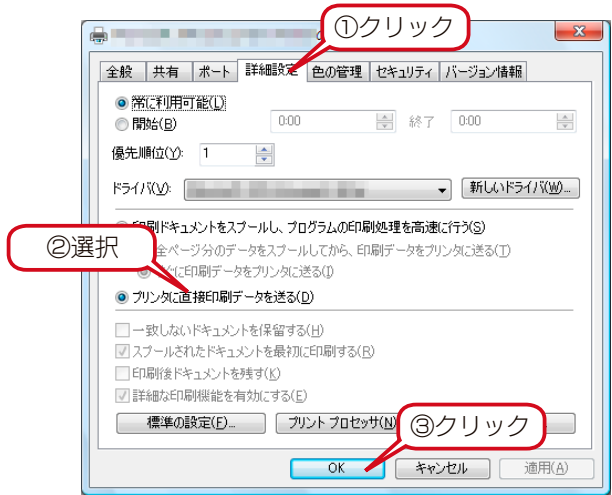 ①クリック
全般 共有 ポート 詳細設定 色の管理 セキュリティ バージョン情報
常に利用可能(L)
開始(B) 0:00 終了 0:00
優先順位(Y): 1
ドライバ(V): 新しいドライバ(W)...
印刷ドキュメントをスプールし、プログラムの印刷処理を高速に行う(S)
②選択
全ページ分のデータをスプールしてから、印刷データをプリンタに送る(T)
ぐに印刷データをプリンタに送る(I)
プリンタに直接印刷データを送る(D)
一致しないドキュメントを保留する(H)
スプールされたドキュメントを最初に印刷する(R)
印刷後ドキュメントを残す(K)
詳細な印刷機能を有効にする(E)
標準の設定(F)... プリント プロセッサ(N)
③クリック
OK キャンセル 適用(A)